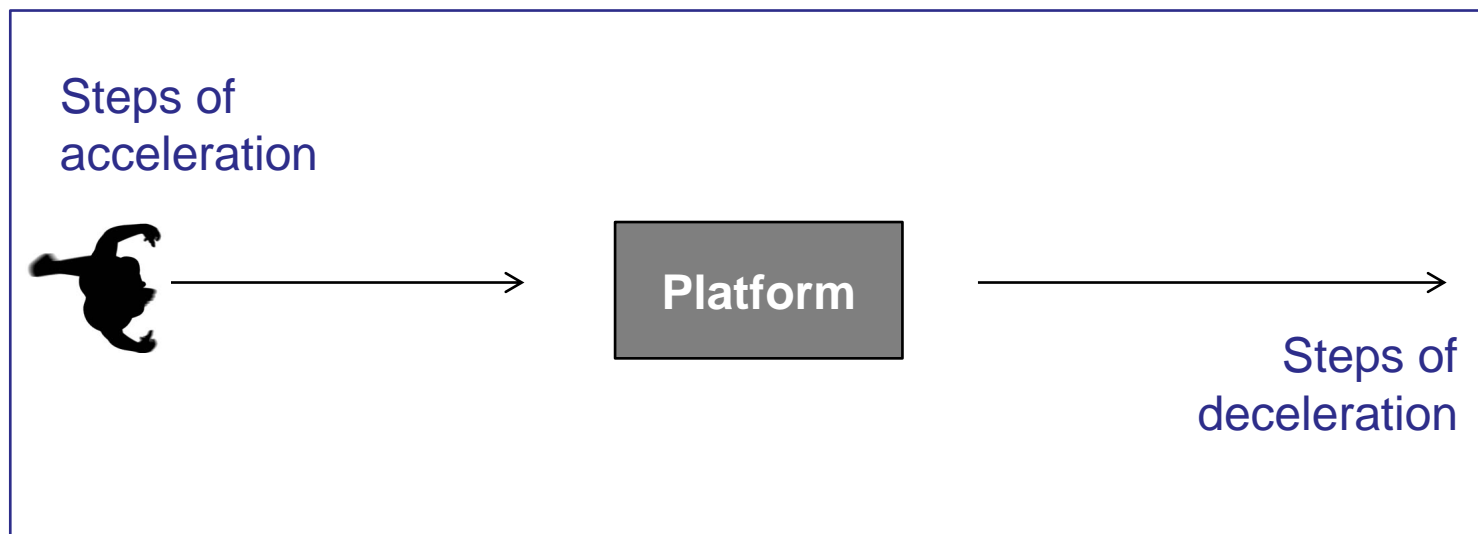 Steps of
acceleration
Platform
Steps of
deceleration